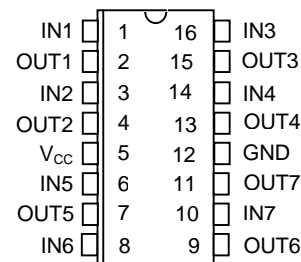 IN1 1 16 IN3
OUT1 2 15 OUT3
IN2 3 14 IN4
OUT2 4 13 OUT4
VCC 5 12 GND
IN5 6 11 OUT7
OUT5 7 10 IN7
IN6 8 9 OUT6